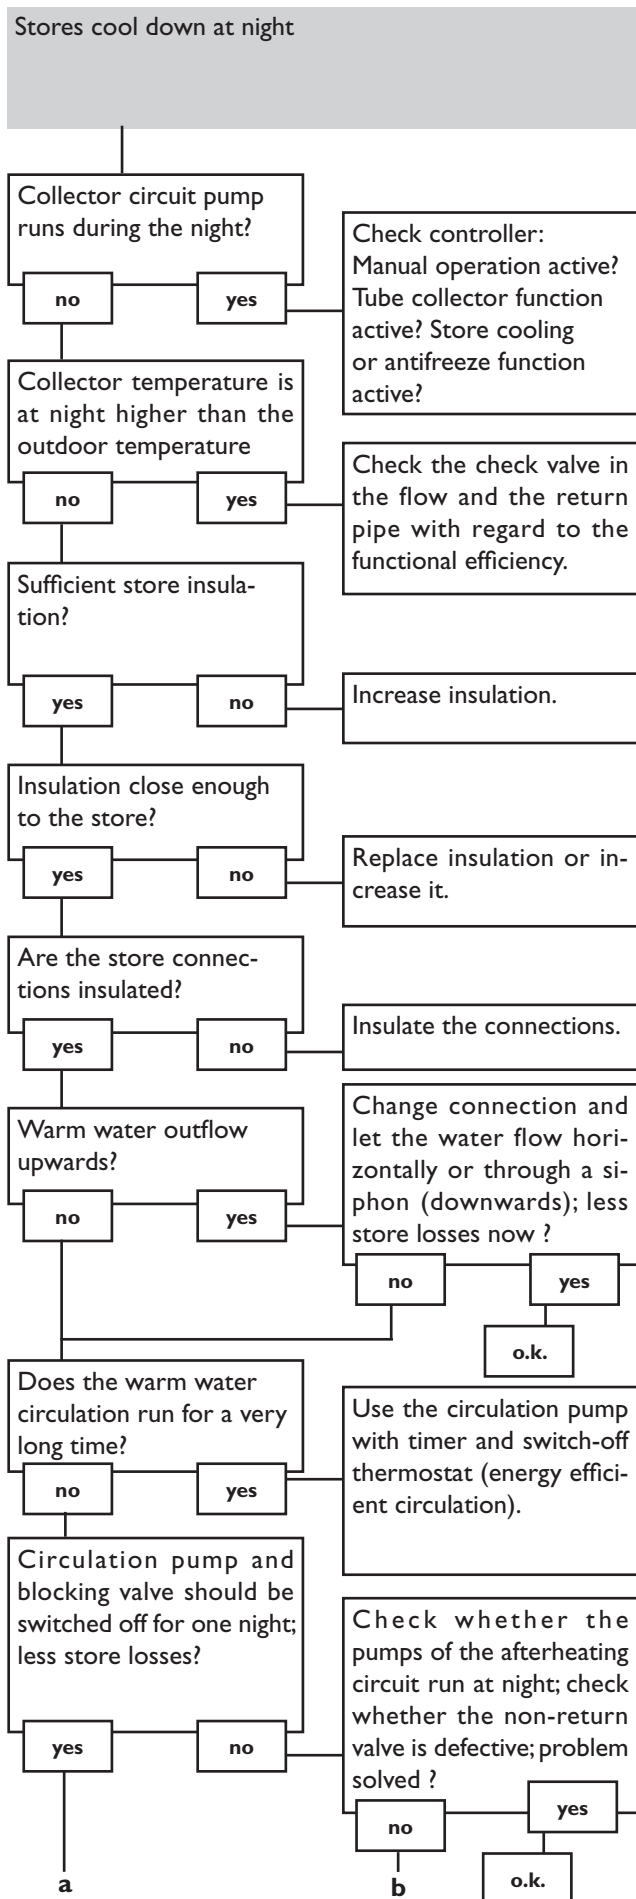 Stores cool down at night
Collector circuit pump
runs during the night?
no
yes
Check controller:
Manual operation active?
Tube collector function
active? Store cooling
or antifreeze function
active?
Collector temperature is
at night higher than the
outdoor temperature
no
yes
Check the check valve in
the flow and the return
pipe with regard to the
functional efficiency.
Sufficient store insula-
tion?
yes
no
Increase insulation.
Insulation close enough
to the store?
yes
no
Replace insulation or in-
crease it.
Are the store connec-
tions insulated?
yes
no
Insulate the connections.
Warm water outflow
upwards?
no
yes
Change connection and
let the water flow hori-
zontally or through a si-
phon (downwards); less
store losses now ?
no
yes
o.k.
Does the warm water
circulation run for a very
long time?
no
yes
Use the circulation pump
with timer and switch-off
thermostat (energy effici-
ent circulation).
Circulation pump and
blocking valve should be
switched off for one night;
less store losses?
yes
no
Check whether the
pumps of the afterheating
circuit run at night; check
whether the non-return
valve is defective; problem
solved ?
no
yes
o.k.
a
b